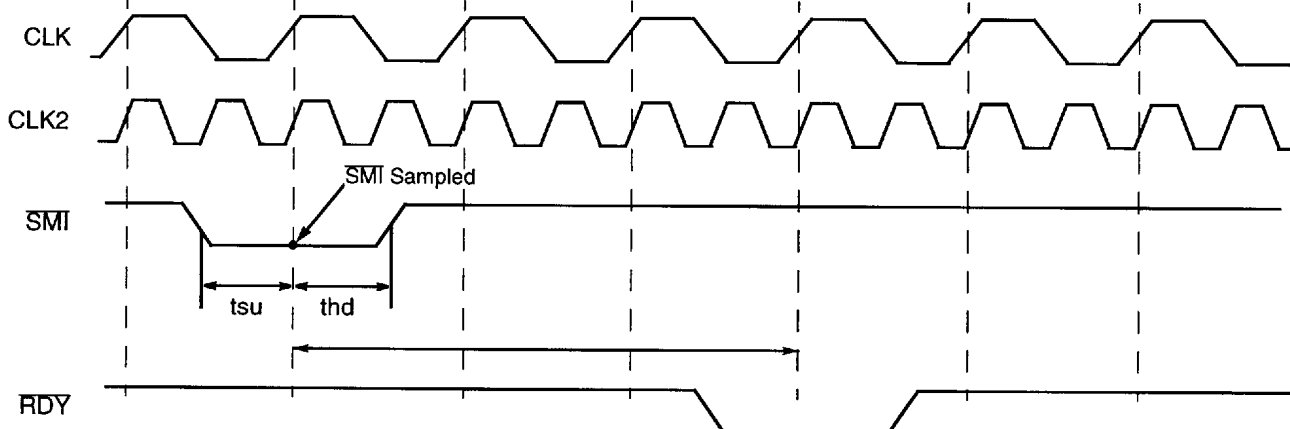 CLK
CLK2
SMI Sampled
SMI
tsu thd
RDY